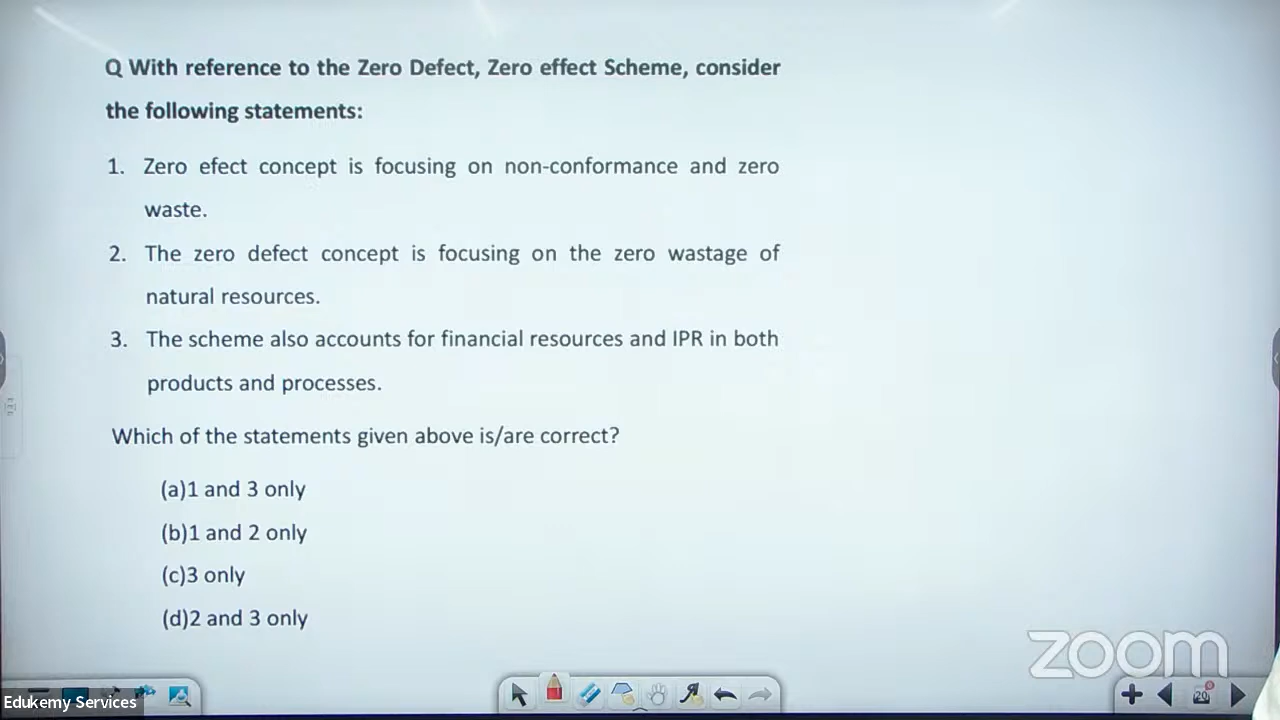 Q With reference to the Zero Defect, Zero effect Scheme, consider
the following statements:
1. Zero efect concept is focusing on non-conformance and zero
waste.
2. The zero defect concept is focusing on the zero wastage of
natural resources.
3. The scheme also accounts for financial resources and IPR in both
products and processes.
Which of the statements given above is/are correct?
(a)1 and 3 only
(b)1 and 2 only
(c)3 only
(d)2 and 3 only
zoom
Edukemy Services
20